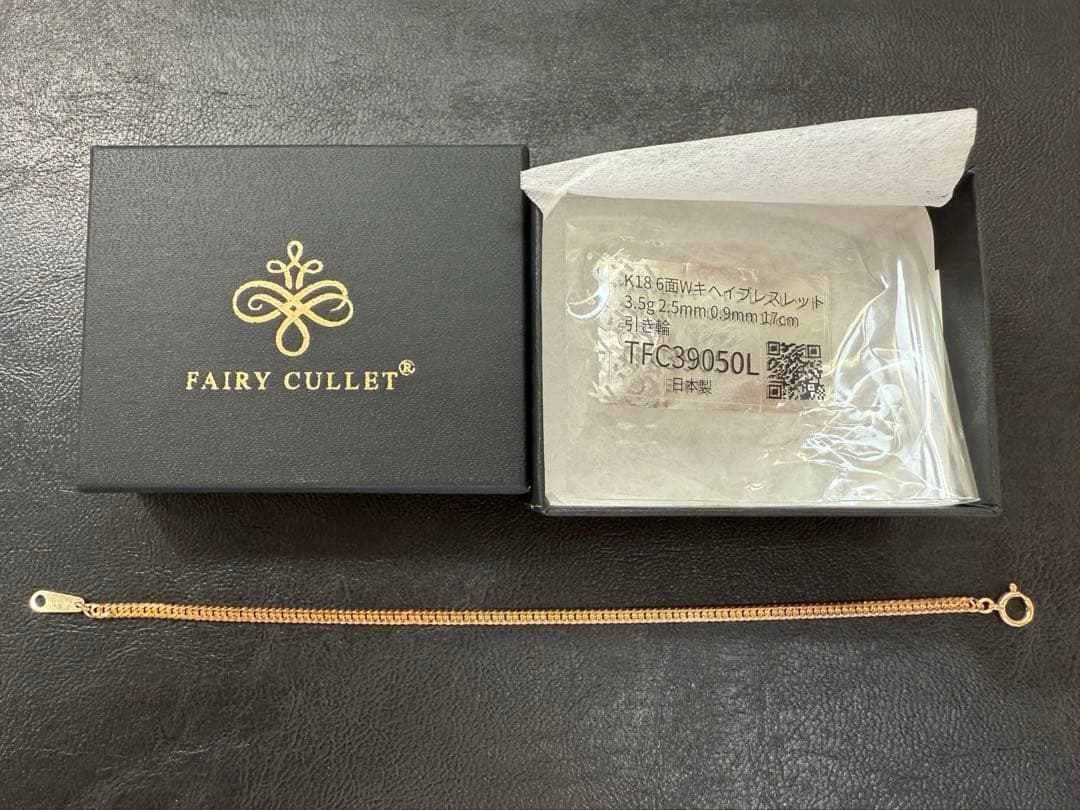 FAIRY CULLET®
K18 6面Wキヘイブレスレット
3.5g 2.5mm 0.9mm 17cm
引き輪
TFC39050L
日本製